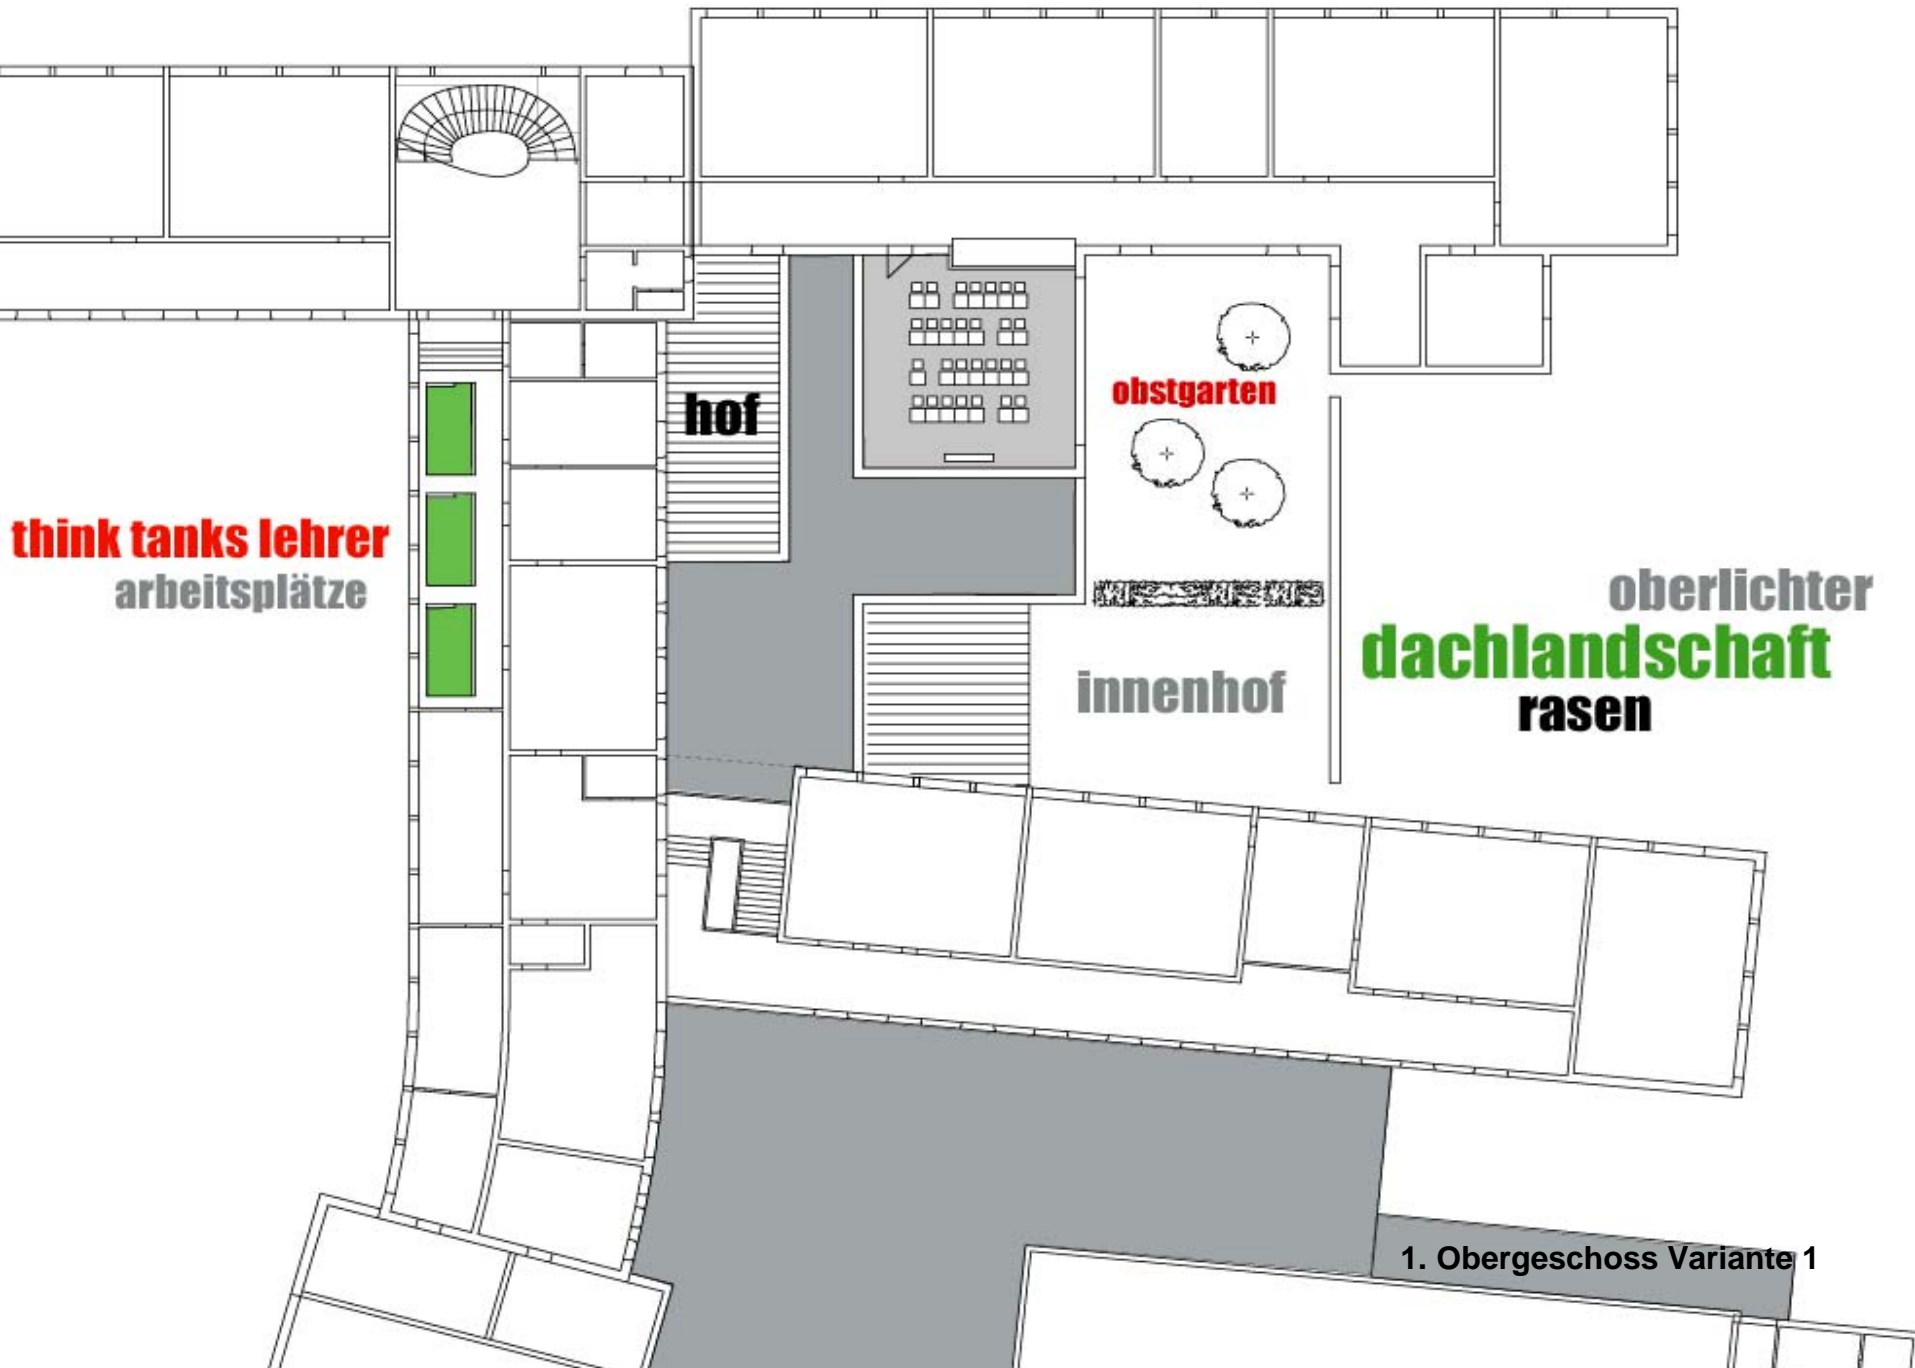 hof
obstgarten
think tanks lehrer
arbeitsplätze
oberlichter
dachlandschaft
rasen
innenhof
1. Obergeschoss Variante 1